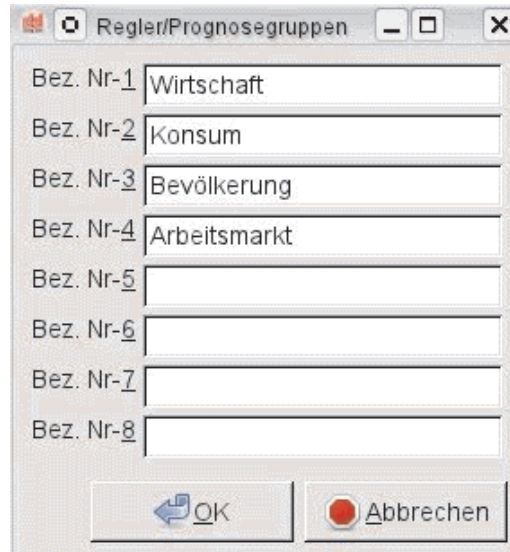 Regler/Prognosegruppen
Bez. Nr-1 Wirtschaft
Bez. Nr-2 Konsum
Bez. Nr-3 Bevölkerung
Bez. Nr-4 Arbeitsmarkt
Bez. Nr-5
Bez. Nr-6
Bez. Nr-7
Bez. Nr-8
OK Abbrechen